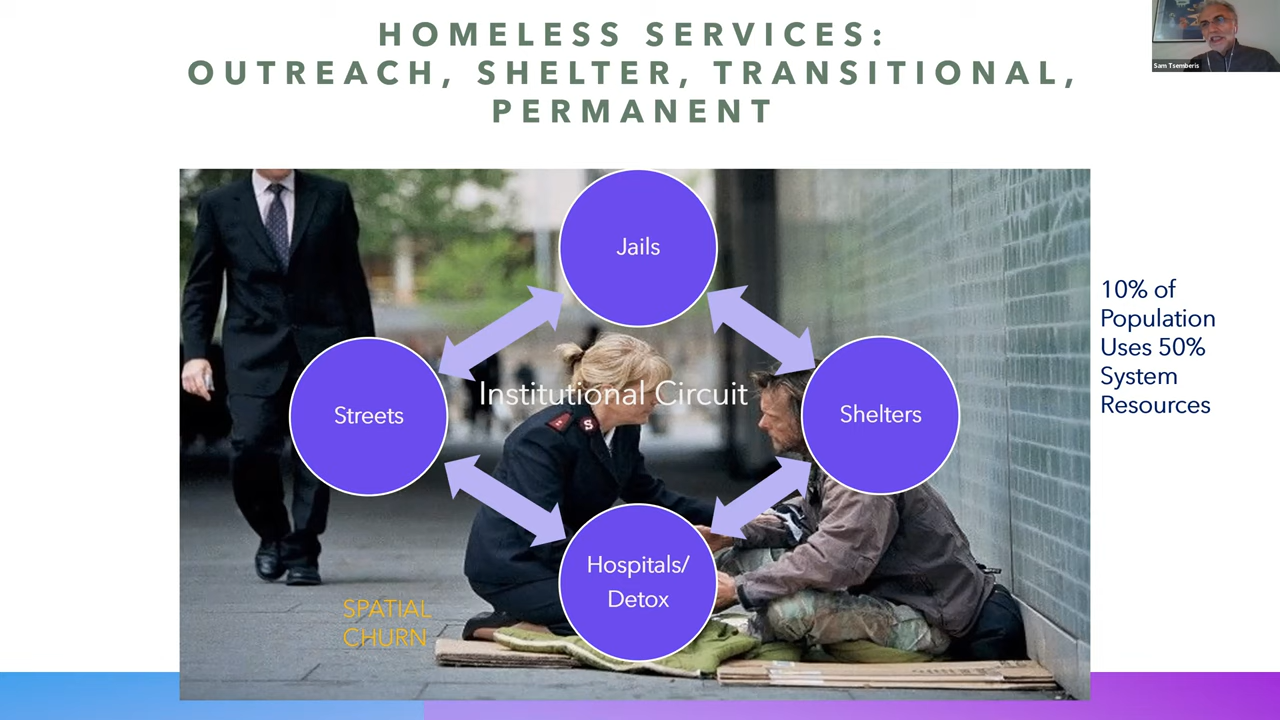 HOMELESS SERVICES:
OUTREACH, SHELTER, TRANSITIONAL,
PERMANENT
Sam Tsemberis
Jails
10% of
Population
Uses 50%
System
Resources
Institutional Circuit
Streets
Shelters
S
Hospitals/
Detox
SPATIAL
CHURN